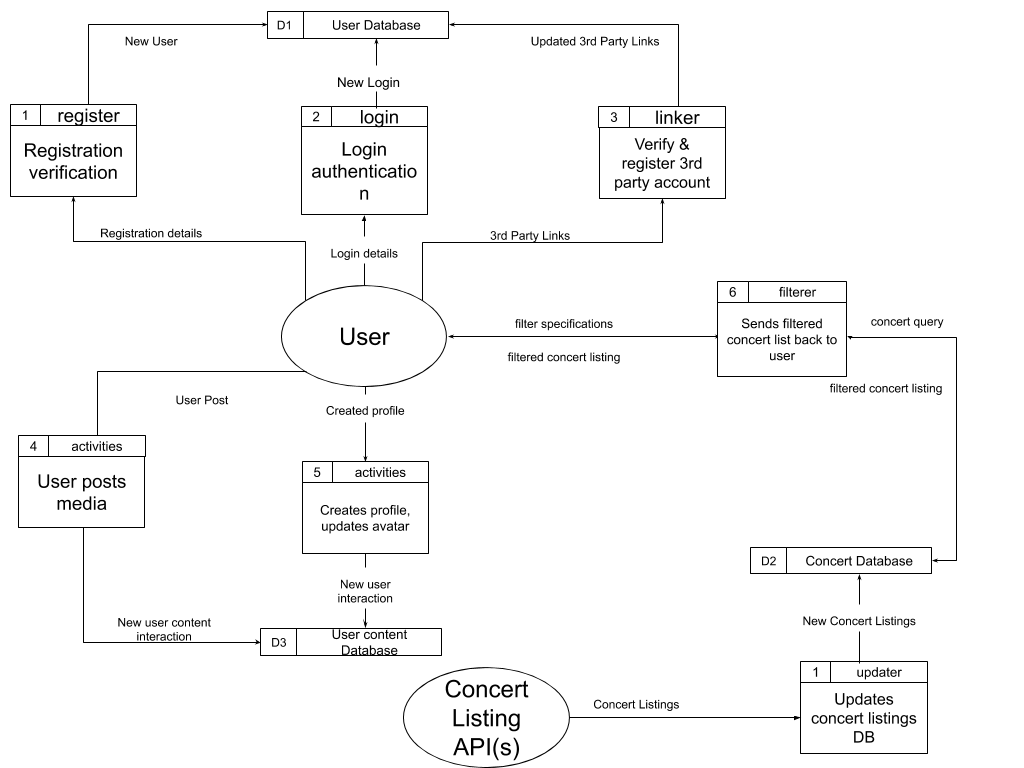 D1
User Database
New User
Updated 3rd Party Links
New Login
1
register
Registration
verification
2
login
Login
authenticatio
n
3
linker
Verify &
register 3rd
party account
Registration details
Login details
3rd Party Links
User
6
filterer
Sends filtered
concert list back to
user
filter specifications
filtered concert listing
concert query
filtered concert listing
User Post
Created profile
4
activities
User posts
media
5
activities
Creates profile,
updates avatar
New user
interaction
New user content
interaction
D3
User content
Database
D2
Concert Database
New Concert Listings
Concert
Listing
API(s)
Concert Listings
1
updater
Updates
concert listings
DB